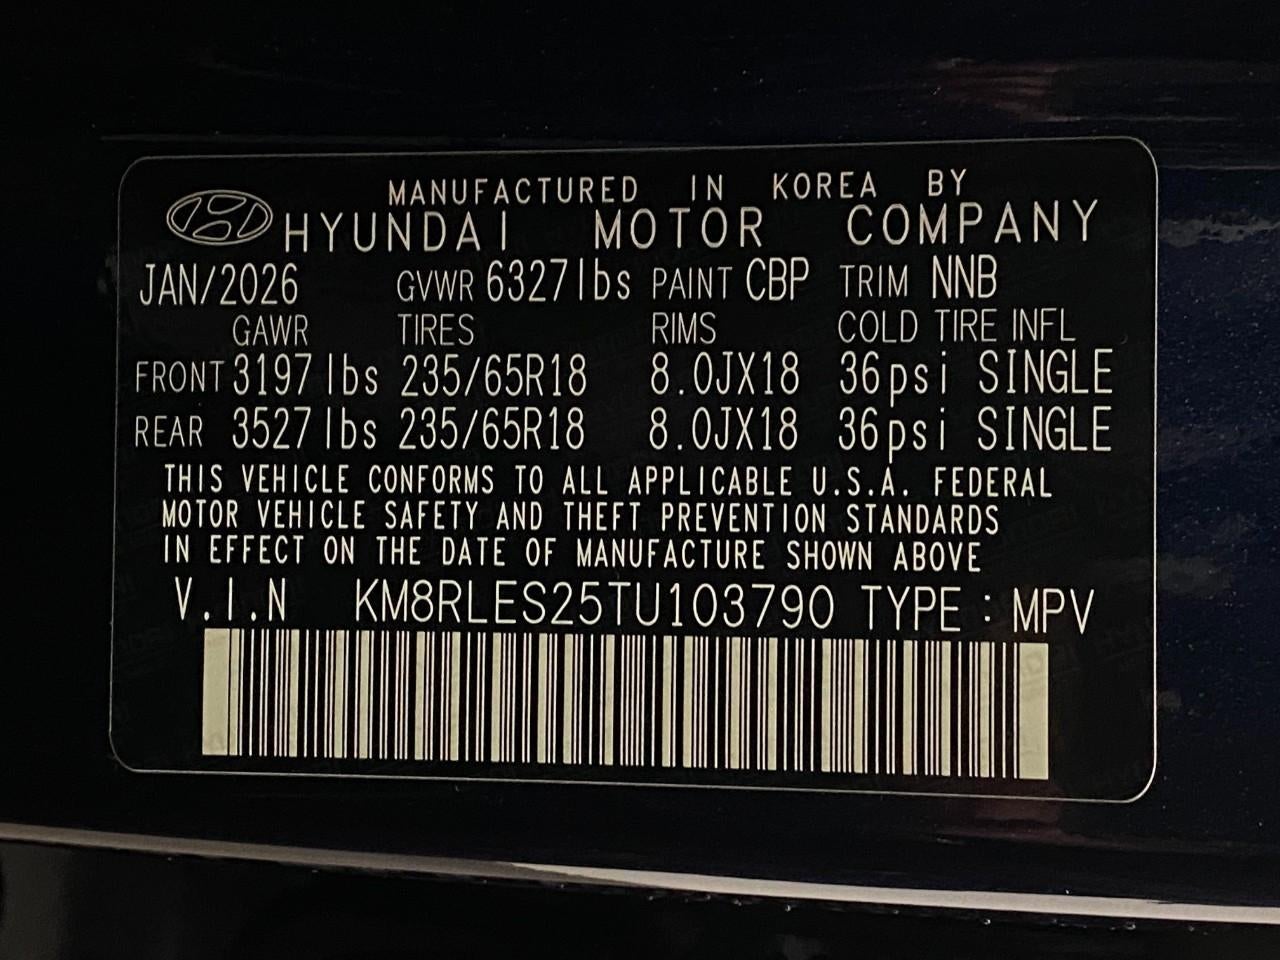 MANUFACTURED IN KOREA BY
HYUNDAI MOTOR COMPANY
JAN/2026 GVWR 6327lbs PAINT CBP TRIM NNB
GAWR TIRES RIMS COLD TIRE INFL
FRONT 3197lbs 235/65R18 8.0JX18 36psi SINGLE
REAR 3527lbs 235/65R18 8.0JX18 36psi SINGLE
THIS VEHICLE CONFORMS TO ALL APPLICABLE U.S.A. FEDERAL
MOTOR VEHICLE SAFETY AND THEFT PREVENTION STANDARDS
IN EFFECT ON THE DATE OF MANUFACTURE SHOWN ABOVE
V.I.N KM8RLES25TU103790 TYPE : MPV